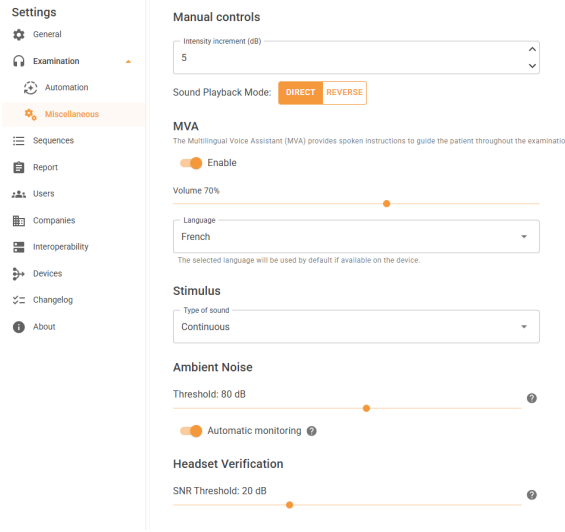 Settings
General
Examination
Automation
Miscellaneous
Sequences
Report
Users
Companies
Interoperability
Devices
Changelog
About
Manual controls
Intensity increment (dB)
5
Sound Playback Mode: DIRECT REVERSE
MVA
The Multilingual Voice Assistant (MVA) provides spoken instructions to guide the patient throughout the examinatio
Enable
Volume 70%
Language
French
The selected language will be used by default if available on the device.
Stimulus
Type of sound
Continuous
Ambient Noise
Threshold: 80 dB
?
Automatic monitoring ?
Headset Verification
SNR Threshold: 20 dB
?